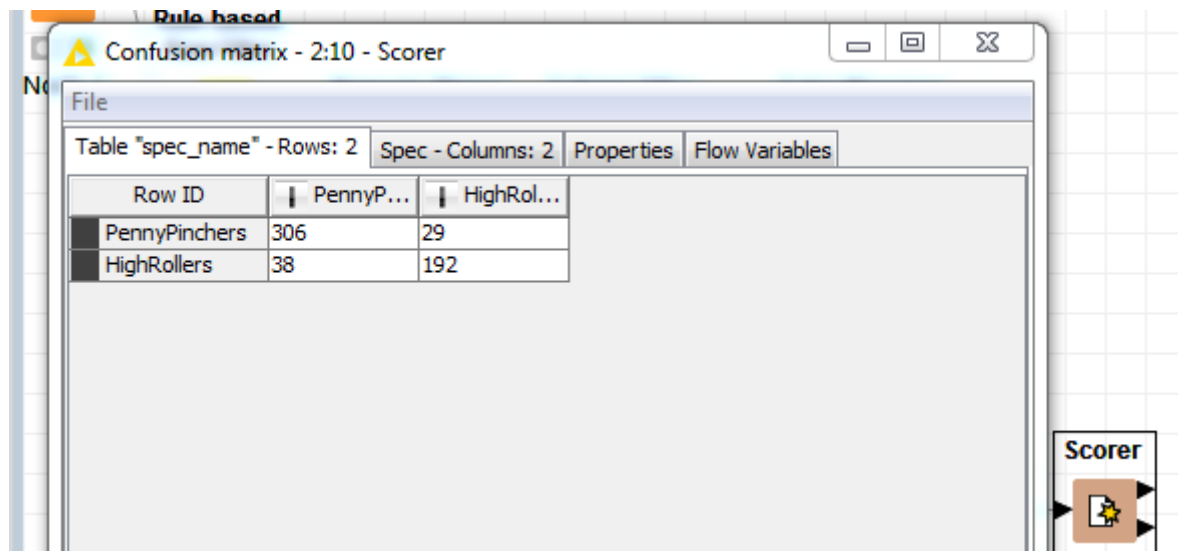 Rule based
Confusion matrix - 2:10 - Scorer
File
Table "spec_name" - Rows: 2 Spec - Columns: 2 Properties Flow Variables
Row ID PennyP... HighRol...
PennyPinchers 306 29
HighRollers 38 192
Scorer